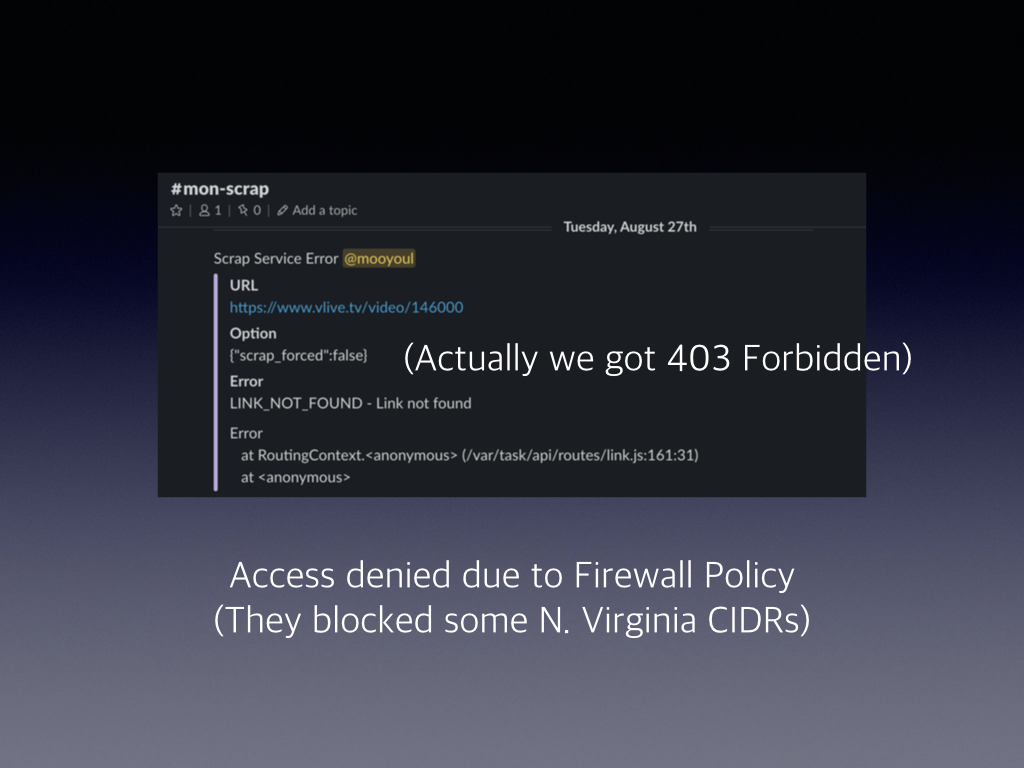 #mon-scrap
1 | 0 | Add a topic
Tuesday, August 27th
Scrap Service Error @mooyoul
URL
https://www.vlive.tv/video/146000
Option
{"scrap_forced":false}
(Actually we got 403 Forbidden)
Error
LINK_NOT_FOUND - Link not found
Error
at RoutingContext.<anonymous> (/var/task/api/routes/link.js:161:31)
at <anonymous>
Access denied due to Firewall Policy
(They blocked some N. Virginia CIDRs)